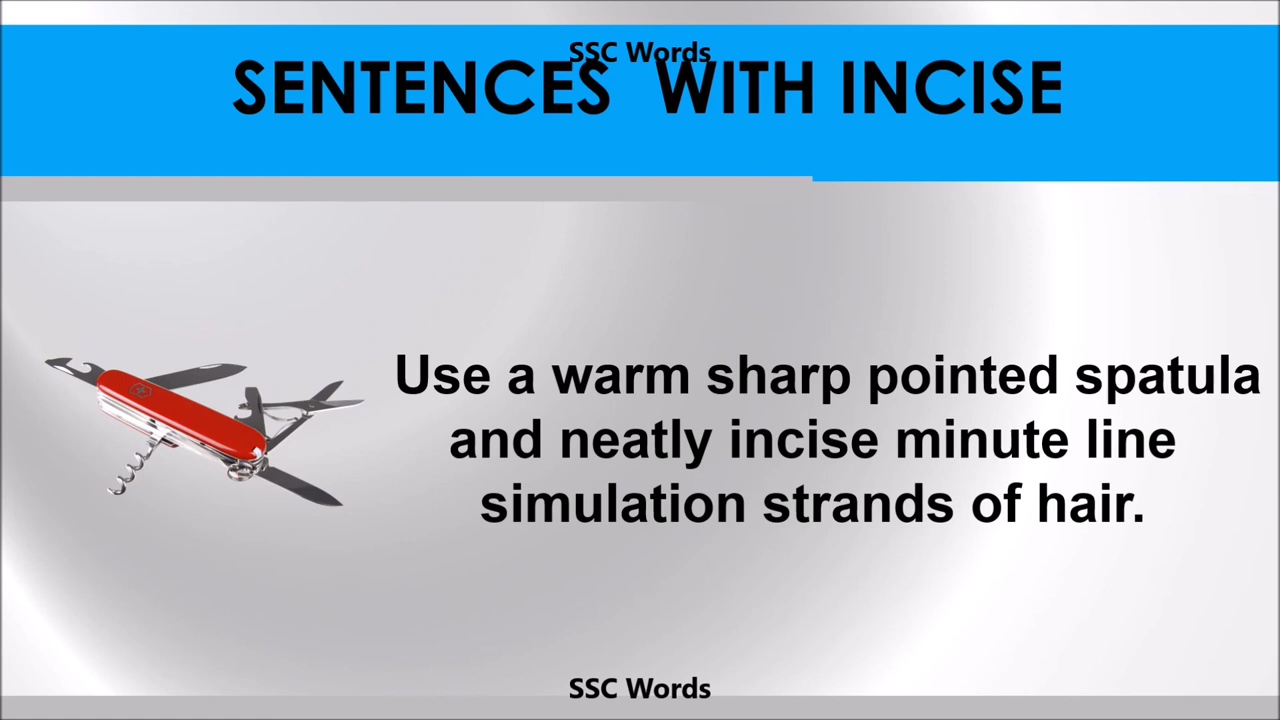 SSC Words
SENTENCES WITH INCISE
Use a warm sharp pointed spatula
and neatly incise minute line
simulation strands of hair.
SSC Words